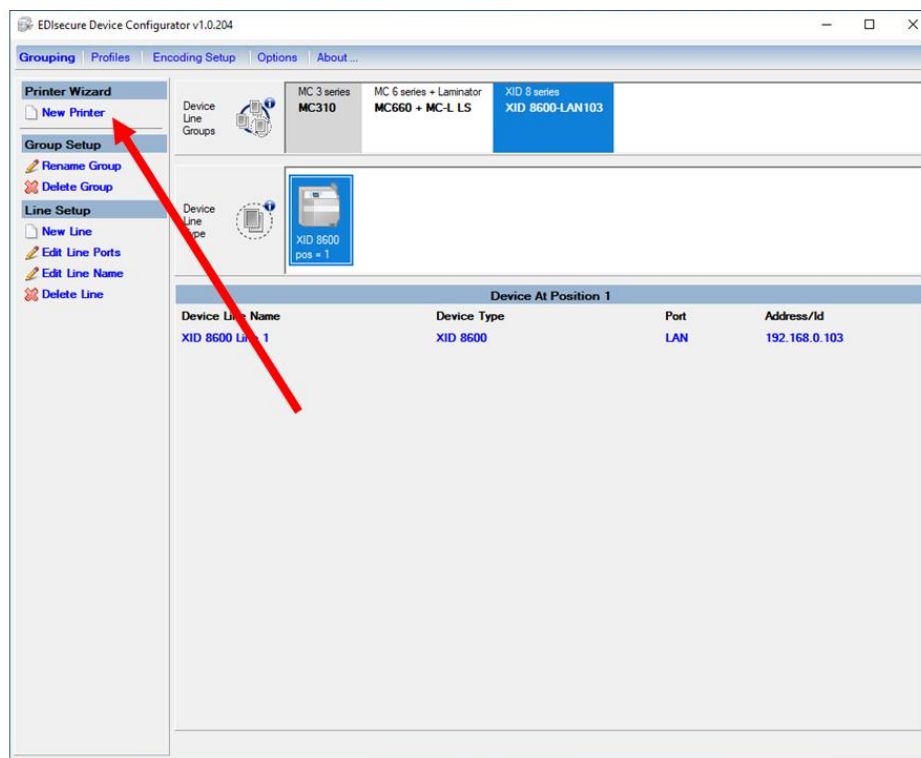 EDIsecure Device Configurator v1.0.204
Grouping Profiles Encoding Setup Options About ...
Printer Wizard
New Printer
Group Setup
Rename Group
Delete Group
Line Setup
New Line
Edit Line Ports
Edit Line Name
Delete Line
Device
Line
Groups
MC 3 series
MC310
MC 6 series + Laminator
MC660 + MC-L LS
XID 8 series
XID 8600-LAN103
Device
Line
Type
XID 8600
pos = 1
Device At Position 1
Device Line Name Device Type Port Address/Id
XID 8600 Line 1 XID 8600 LAN 192.168.0.103